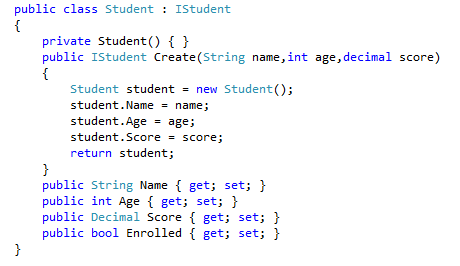 public class Student : IStudent
{
    private Student() { }
    public IStudent Create(String name,int age,decimal score)
    {
        Student student = new Student();
        student.Name = name;
        student.Age = age;
        student.Score = score;
        return student;
    }
    public String Name { get; set; }
    public int Age { get; set; }
    public Decimal Score { get; set; }
    public bool Enrolled { get; set; }
}